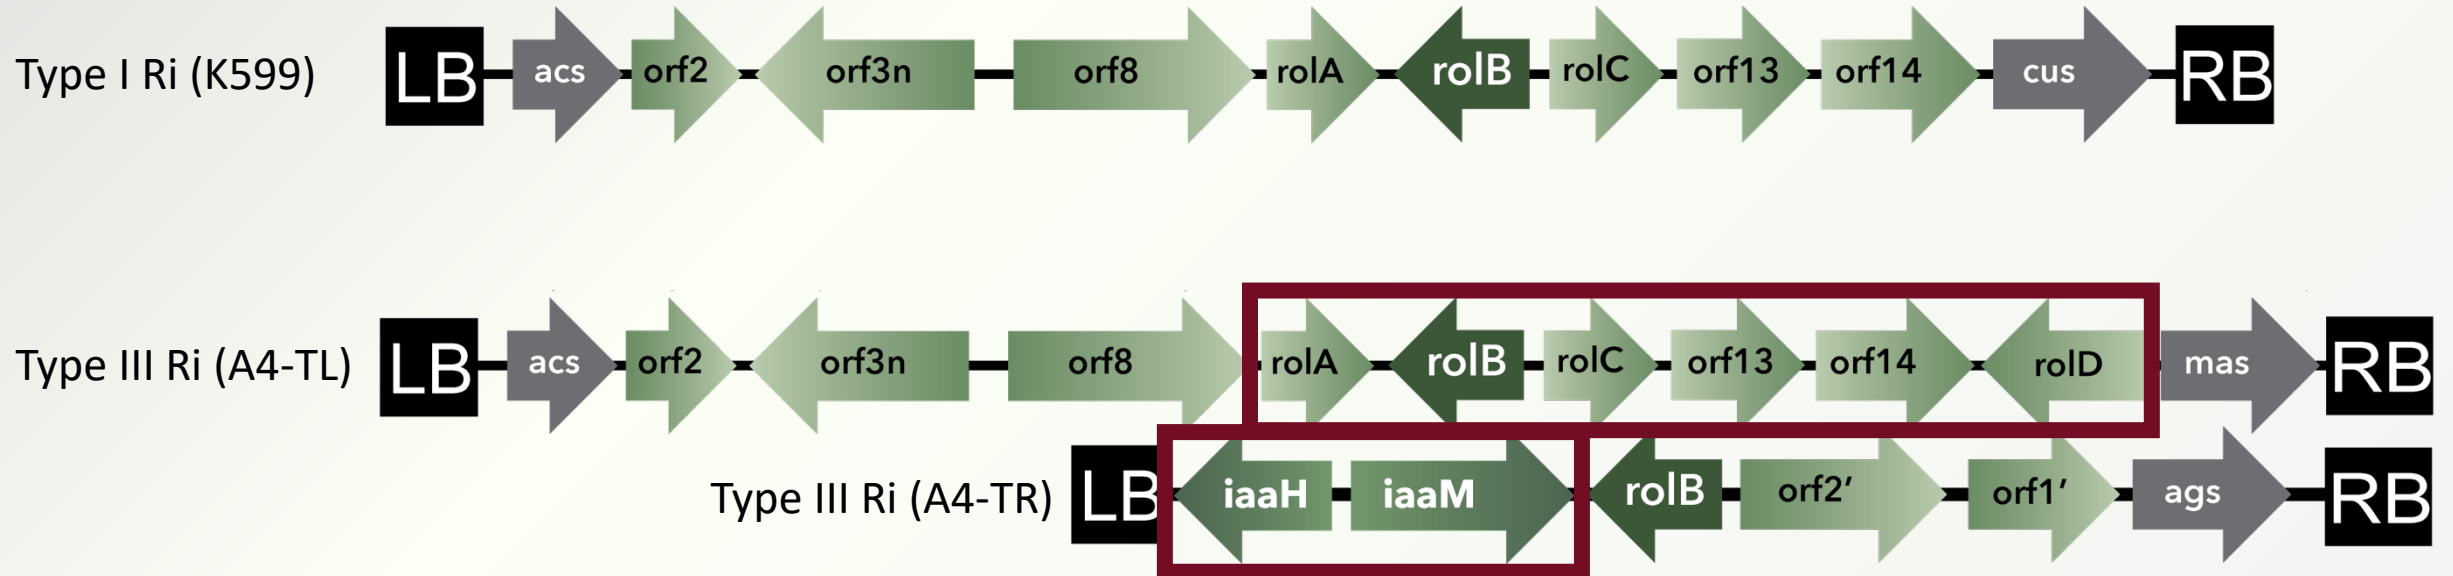 Type I Ri (K599) LB acs orf2 orf3n orf8 rolA rolB rolC orf13 orf14 cus RB
Type III Ri (A4-TL) LB acs orf2 orf3n orf8 rolA rolB rolC orf13 orf14 rolD mas RB
Type III Ri (A4-TR) LB iaaH iaaM rolB orf2′ orf1′ ags RB